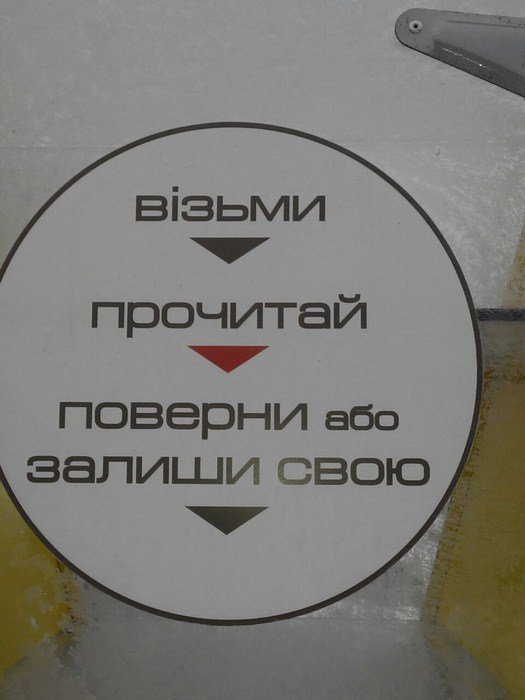 візьми
прочитай
поверни або
залиши свою